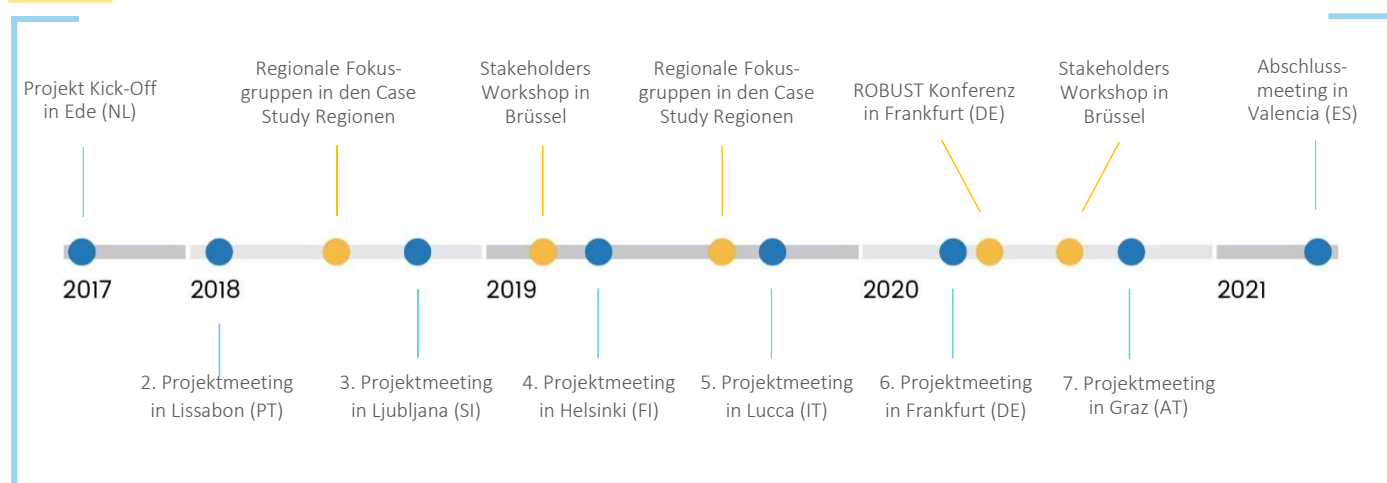 Projekt Kick-Off
in Ede (NL)
Regionale Fokus-
gruppen in den Case
Study Regionen
Stakeholders
Workshop in
Brüssel
Regionale Fokus-
gruppen in den Case
Study Regionen
ROBUST Konferenz
in Frankfurt (DE)
Stakeholders
Workshop in
Brüssel
Abschluss-
meeting in
Valencia (ES)
2017
2018
2019
2020
2021
2. Projektmeeting
in Lissabon (PT)
3. Projektmeeting
in Ljubljana (SI)
4. Projektmeeting
in Helsinki (FI)
5. Projektmeeting
in Lucca (IT)
6. Projektmeeting
in Frankfurt (DE)
7. Projektmeeting
in Graz (AT)